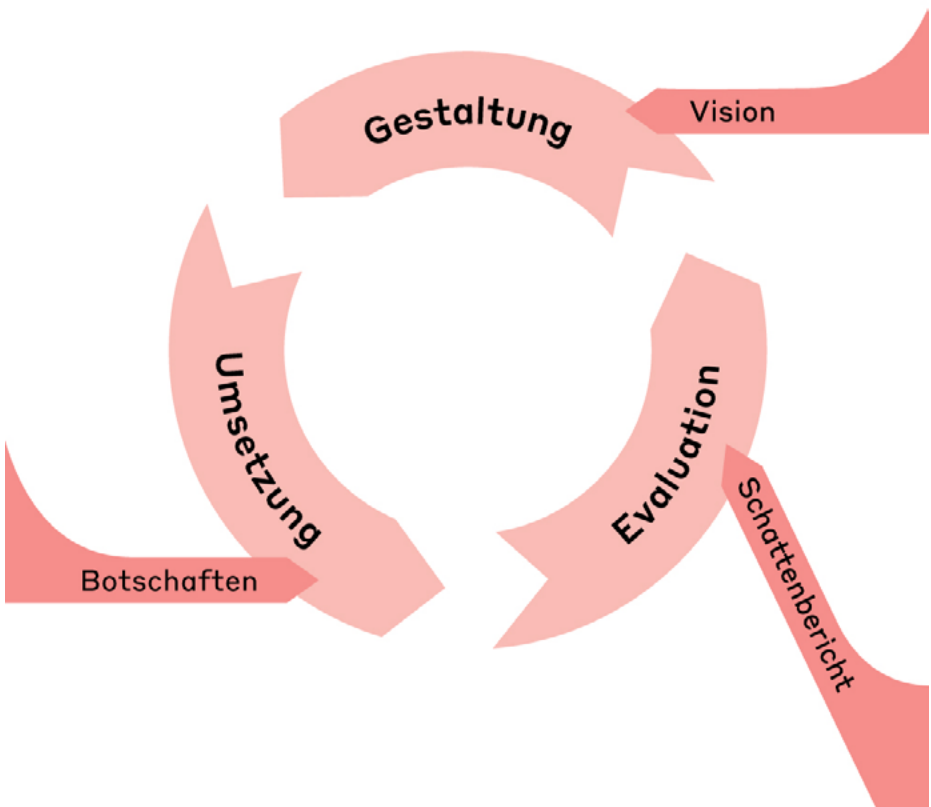 Gestaltung
Vision
Umsetzung
Evaluation
Botschaften
Schattenbericht